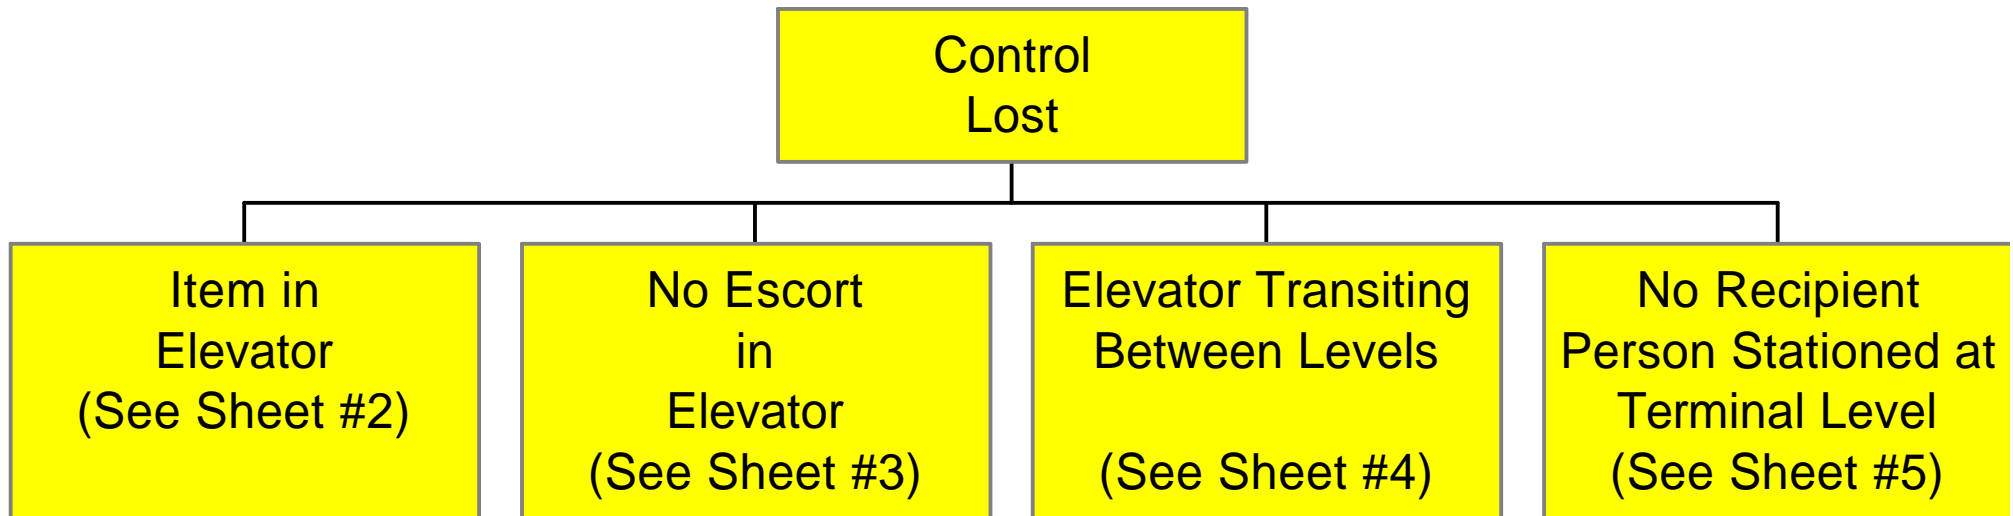 Control
Lost
Item in
Elevator
(See Sheet #2)
No Escort
in
Elevator
(See Sheet #3)
Elevator Transiting
Between Levels
(See Sheet #4)
No Recipient
Person Stationed at
Terminal Level
(See Sheet #5)